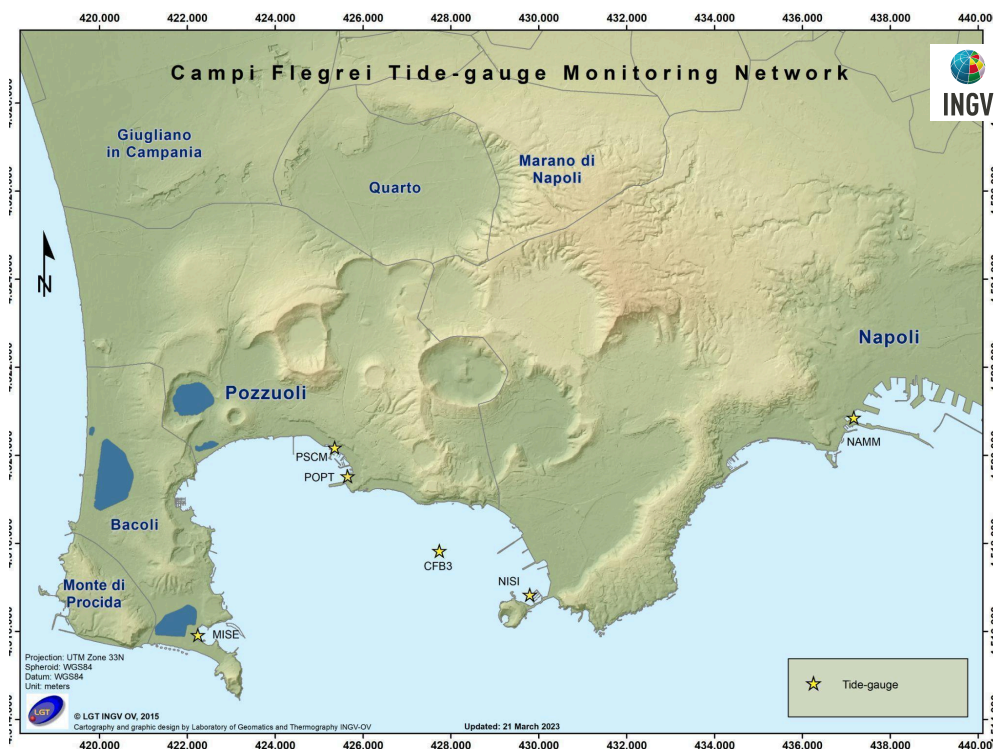 420.000 422.000 424.000 426.000 428.000 430.000 432.000 434.000 436.000 438.000 440.00
Campi Flegrei Tide-gauge Monitoring Network
INGV
Giugliano
in Campania
Quarto
Marano di
Napoli
N
Napoli
Pozzuoli
NAMM
PSCM
POPT
Bacoli
CFB3
NISI
Monte di
Procida
MISE
Projection: UTM Zone 33N
Spheroid: WGS84
Datum: WGS84
Unit: meters
Tide-gauge
LGT
© LGT INGV OV, 2015
Cartography and graphic design by Laboratory of Geomatics and Thermography INGV-OV
Updated: 21 March 2023
420.000 422.000 424.000 426.000 428.000 430.000 432.000 434.000 436.000 438.000 440.00